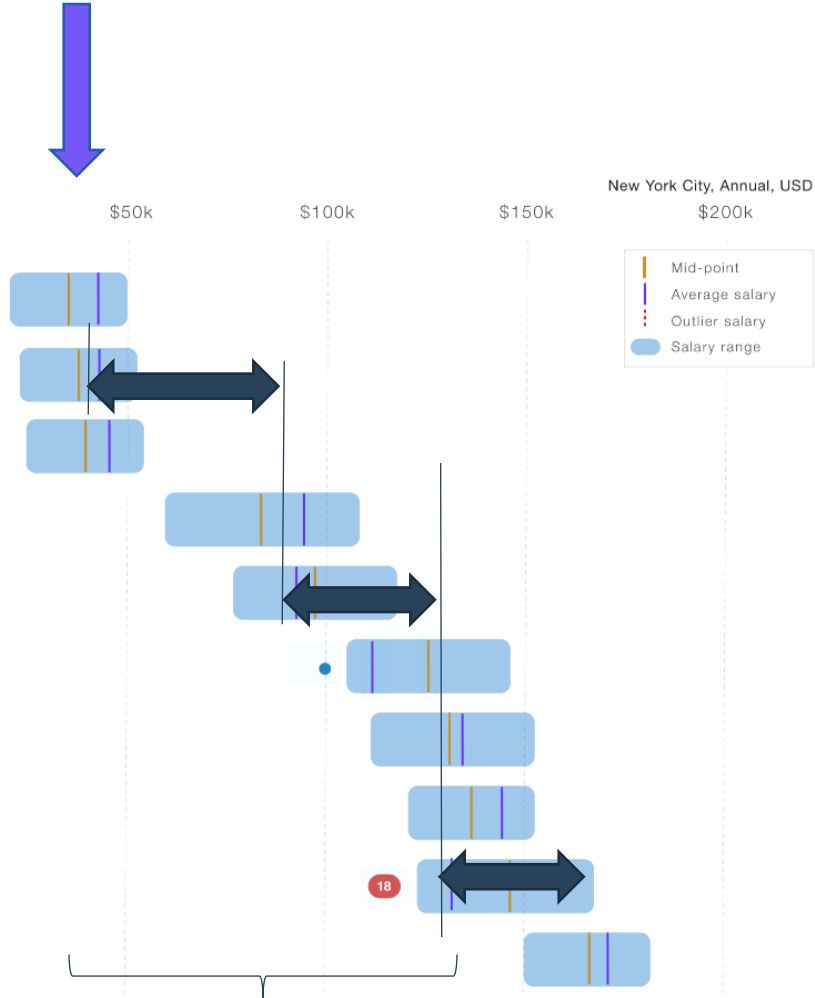 New York City, Annual, USD
$50k $100k $150k $200k
Mid-point
Average salary
Outlier salary
Salary range
18